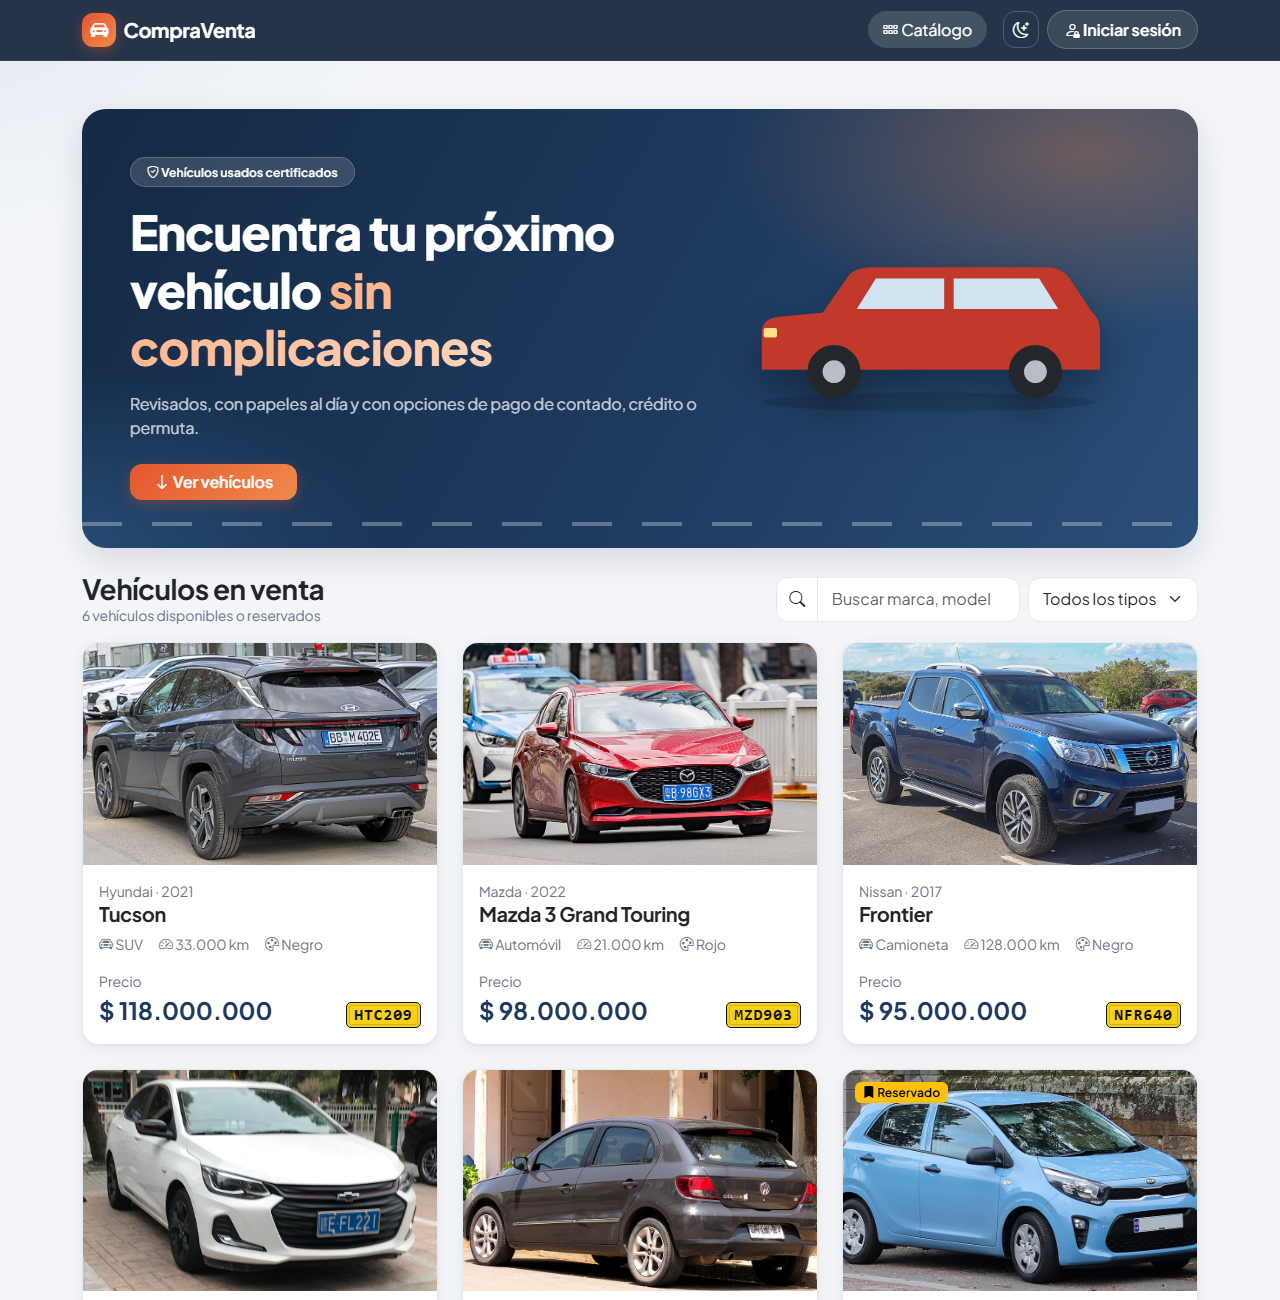 CompraVenta
Catálogo
Iniciar sesión
Vehículos usados certificados
Encuentra tu próximo
vehículo sin
complicaciones
Revisados, con papeles al día y con opciones de pago de contado, crédito o
permuta.
Ver vehículos
Vehículos en venta
6 vehículos disponibles o reservados
Buscar marca, model
Todos los tipos
BB M 402E
HYUNDAI
98GX3
Hyundai · 2021
Tucson
SUV 33.000 km Negro
Precio
$ 118.000.000
HTC209
Mazda · 2022
Mazda 3 Grand Touring
Automóvil 21.000 km Rojo
Precio
$ 98.000.000
MZD903
Nissan · 2017
Frontier
Camioneta 128.000 km Negro
Precio
$ 95.000.000
NFR640
Reservado